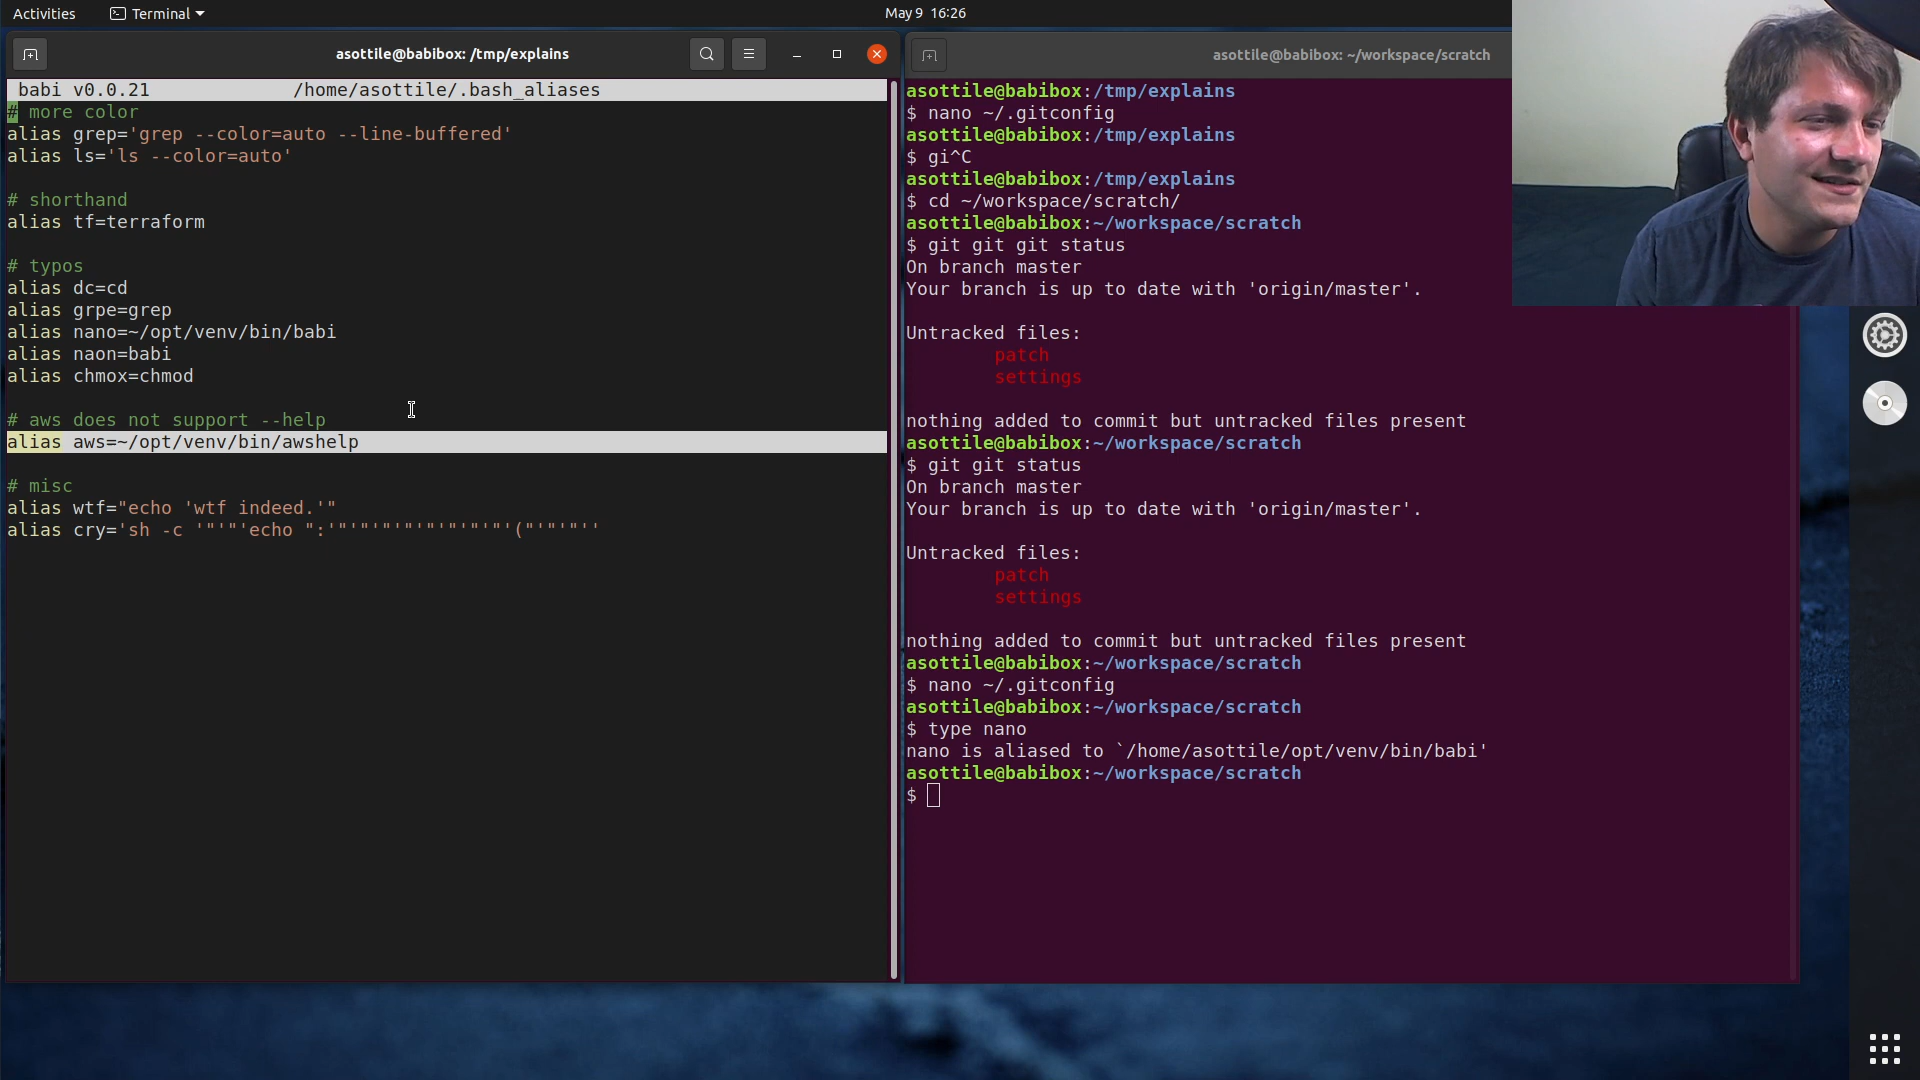 Activities
Terminal
May 9 16:26
asottile@babibox: /tmp/explains
babi v0.0.21 /home/asottile/.bash_aliases
# more color
alias grep='grep --color=auto --line-buffered'
alias ls='ls --color=auto'
# shorthand
alias tf=terraform
# typos
alias dc=cd
alias grpe=grep
alias nano=~/opt/venv/bin/babi
alias naon=babi
alias chmox=chmod
# aws does not support --help
alias aws=~/opt/venv/bin/awshelp
# misc
alias wtf="echo 'wtf indeed.'"
alias cry='sh -c '"'"'echo ":'"'"'"'"'"'"'"'"'("'"'"''
asottile@babibox: ~/workspace/scratch
asottile@babibox:/tmp/explains
$ nano ~/.gitconfig
asottile@babibox:/tmp/explains
$ gi^C
asottile@babibox:/tmp/explains
$ cd ~/workspace/scratch/
asottile@babibox:~/workspace/scratch
$ git git git status
On branch master
Your branch is up to date with 'origin/master'.
Untracked files:
patch
settings
nothing added to commit but untracked files present
asottile@babibox:~/workspace/scratch
$ git git status
On branch master
Your branch is up to date with 'origin/master'.
Untracked files:
patch
settings
nothing added to commit but untracked files present
asottile@babibox:~/workspace/scratch
$ nano ~/.gitconfig
asottile@babibox:~/workspace/scratch
$ type nano
nano is aliased to `/home/asottile/opt/venv/bin/babi'
asottile@babibox:~/workspace/scratch
$